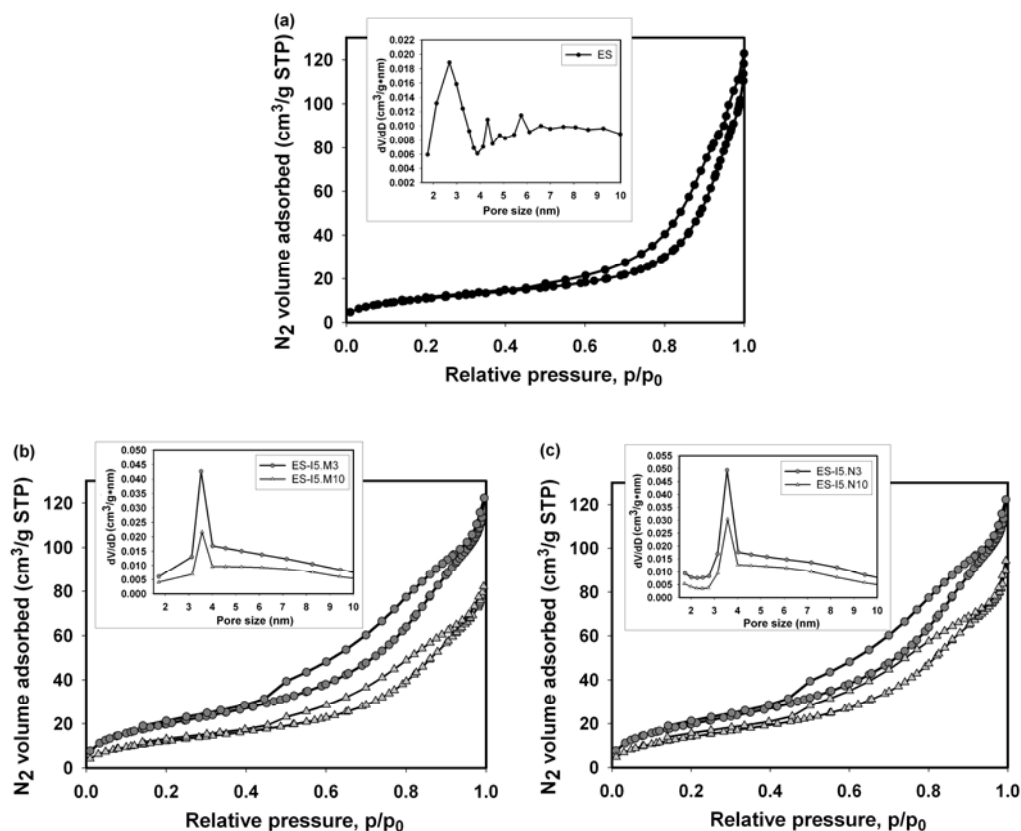 (a)
N2 volume adsorbed (cm³/g STP)
120
100
80
60
40
20
0
0.0 0.2 0.4 0.6 0.8 1.0
Relative pressure, p/p0
dV/dD (cm³/g•nm)
0.022
0.020
0.018
0.016
0.014
0.012
0.010
0.008
0.006
0.004
0.002
2 3 4 5 6 7 8 9 10
Pore size (nm)
ES
(b)
N2 volume adsorbed (cm³/g STP)
120
100
80
60
40
20
0
0.0 0.2 0.4 0.6 0.8 1.0
Relative pressure, p/p0
dV/dD (cm³/g•nm)
0.050
0.045
0.040
0.035
0.030
0.025
0.020
0.015
0.010
0.005
0.000
2 3 4 5 6 7 8 9 10
Pore size (nm)
ES-I5.M3
ES-I5.M10
(c)
N2 volume adsorbed (cm³/g STP)
120
100
80
60
40
20
0
0.0 0.2 0.4 0.6 0.8 1.0
Relative pressure, p/p0
dV/dD (cm³/g•nm)
0.055
0.050
0.045
0.040
0.035
0.030
0.025
0.020
0.015
0.010
0.005
0.000
2 3 4 5 6 7 8 9 10
Pore size (nm)
ES-I5.N3
ES-I5.N10